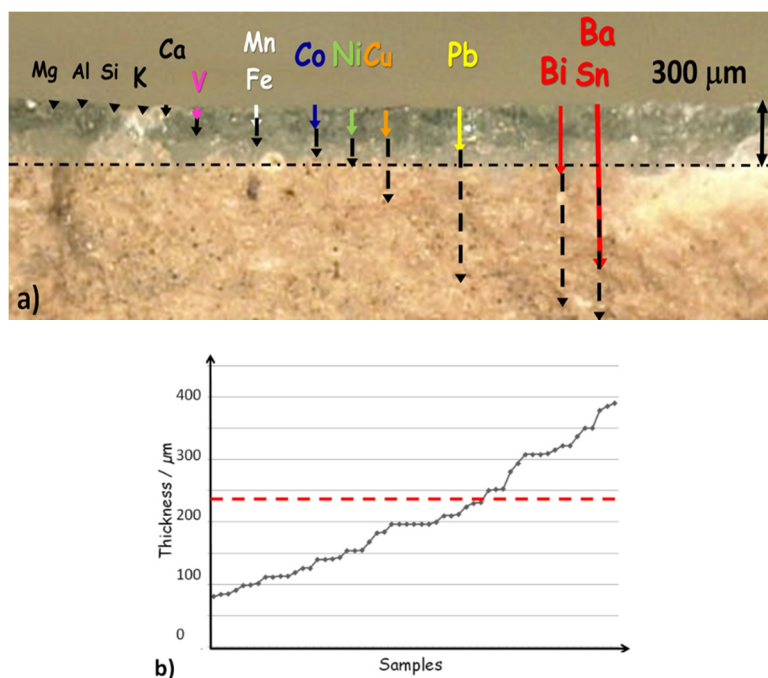 Mg Al Si K Ca V Mn Fe Co Ni Cu Pb Bi Ba Sn 300 μm
a)
400
300
200
100
0
Thickness / µm
Samples
b)